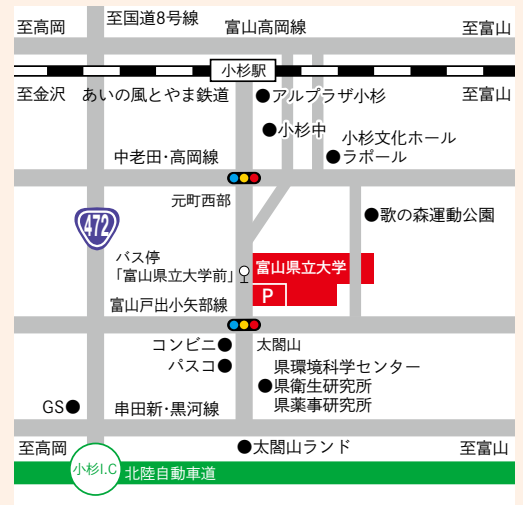 至国道8号線
至高岡
富山高岡線
至富山
小杉駅
至金沢
あいの風とやま鉄道
●アルプラザ小杉
至富山
●小杉中
小杉文化ホール
●ラポール
中老田・高岡線
元町西部
472
●歌の森運動公園
バス停
「富山県立大学前」
富山県立大学
P
富山戸出小矢部線
コンビニ●
太閤山
パスコ●
県環境科学センター
●県衛生研究所
県薬事研究所
GS●
串田新・黒河線
至高岡
●太閤山ランド
至富山
小杉I.C
北陸自動車道